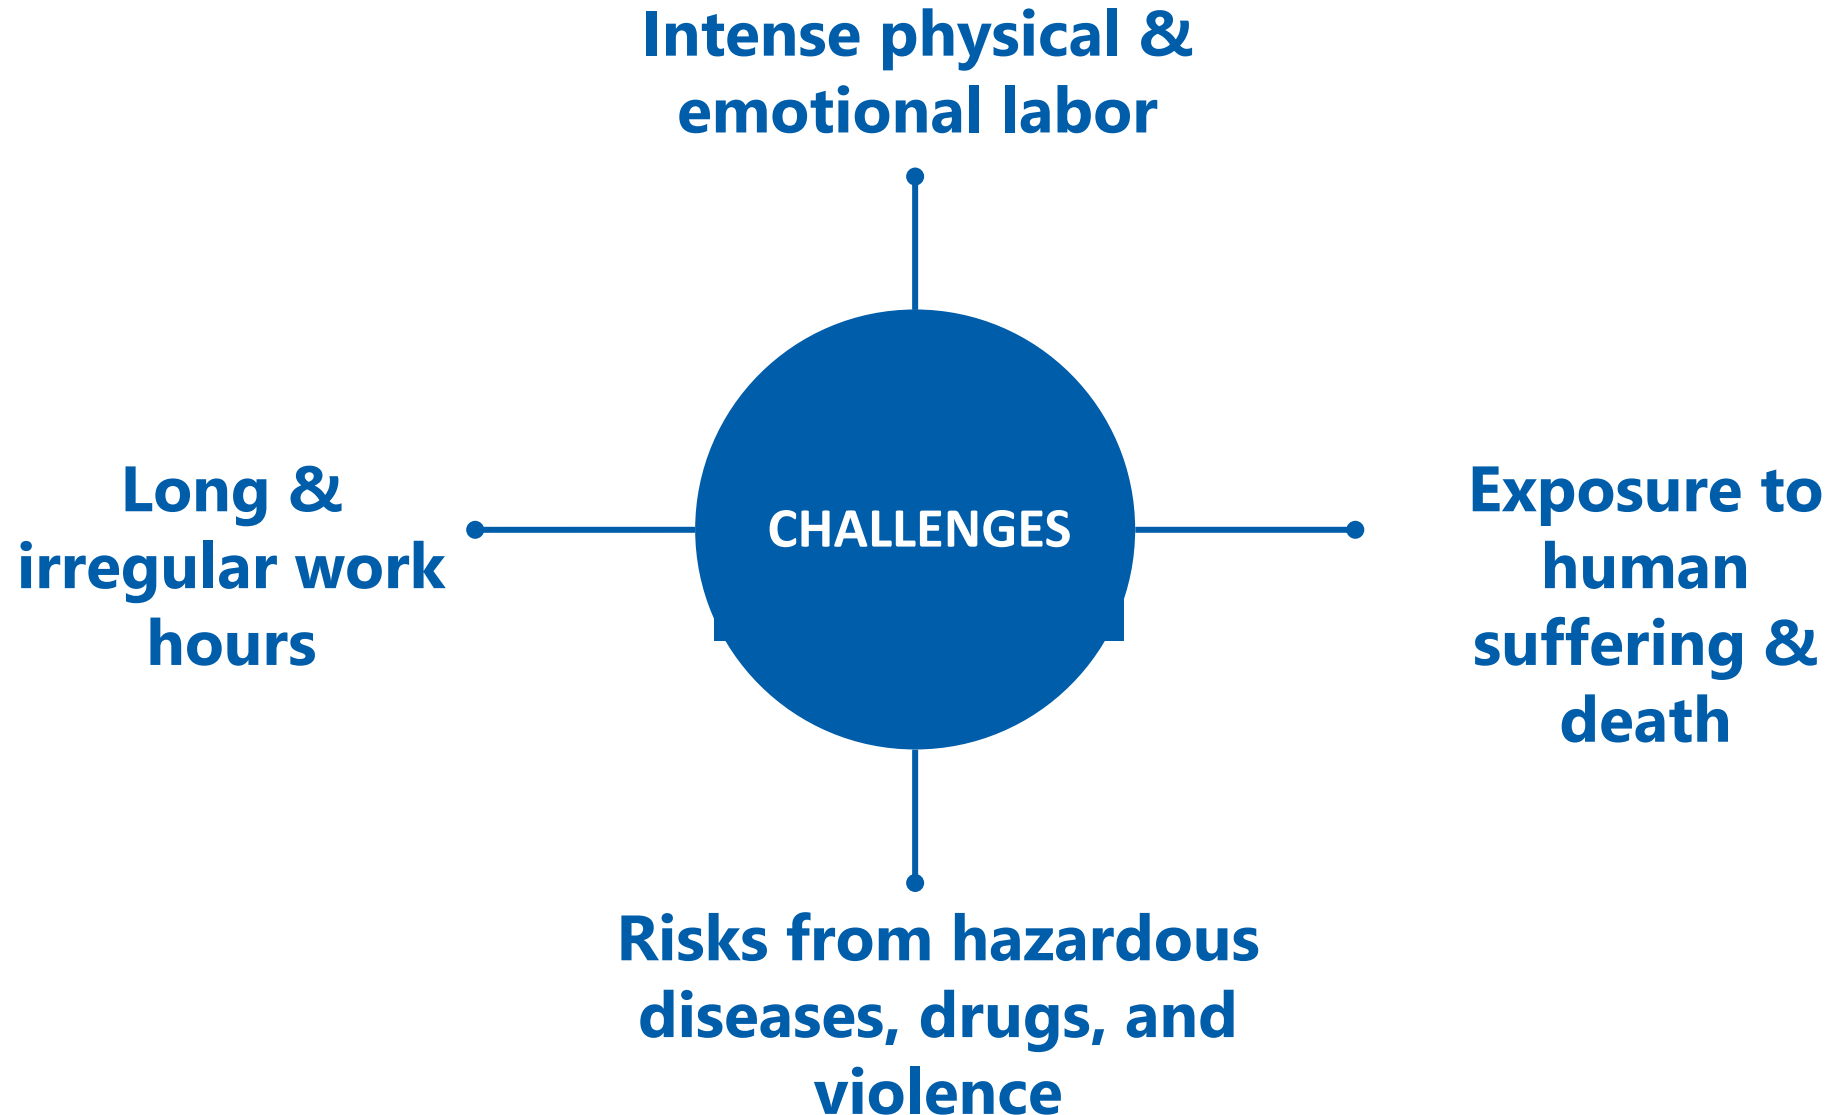 Intense physical &
emotional labor
Long &
irregular work
hours
CHALLENGES
Exposure to
human
suffering &
death
Risks from hazardous
diseases, drugs, and
violence